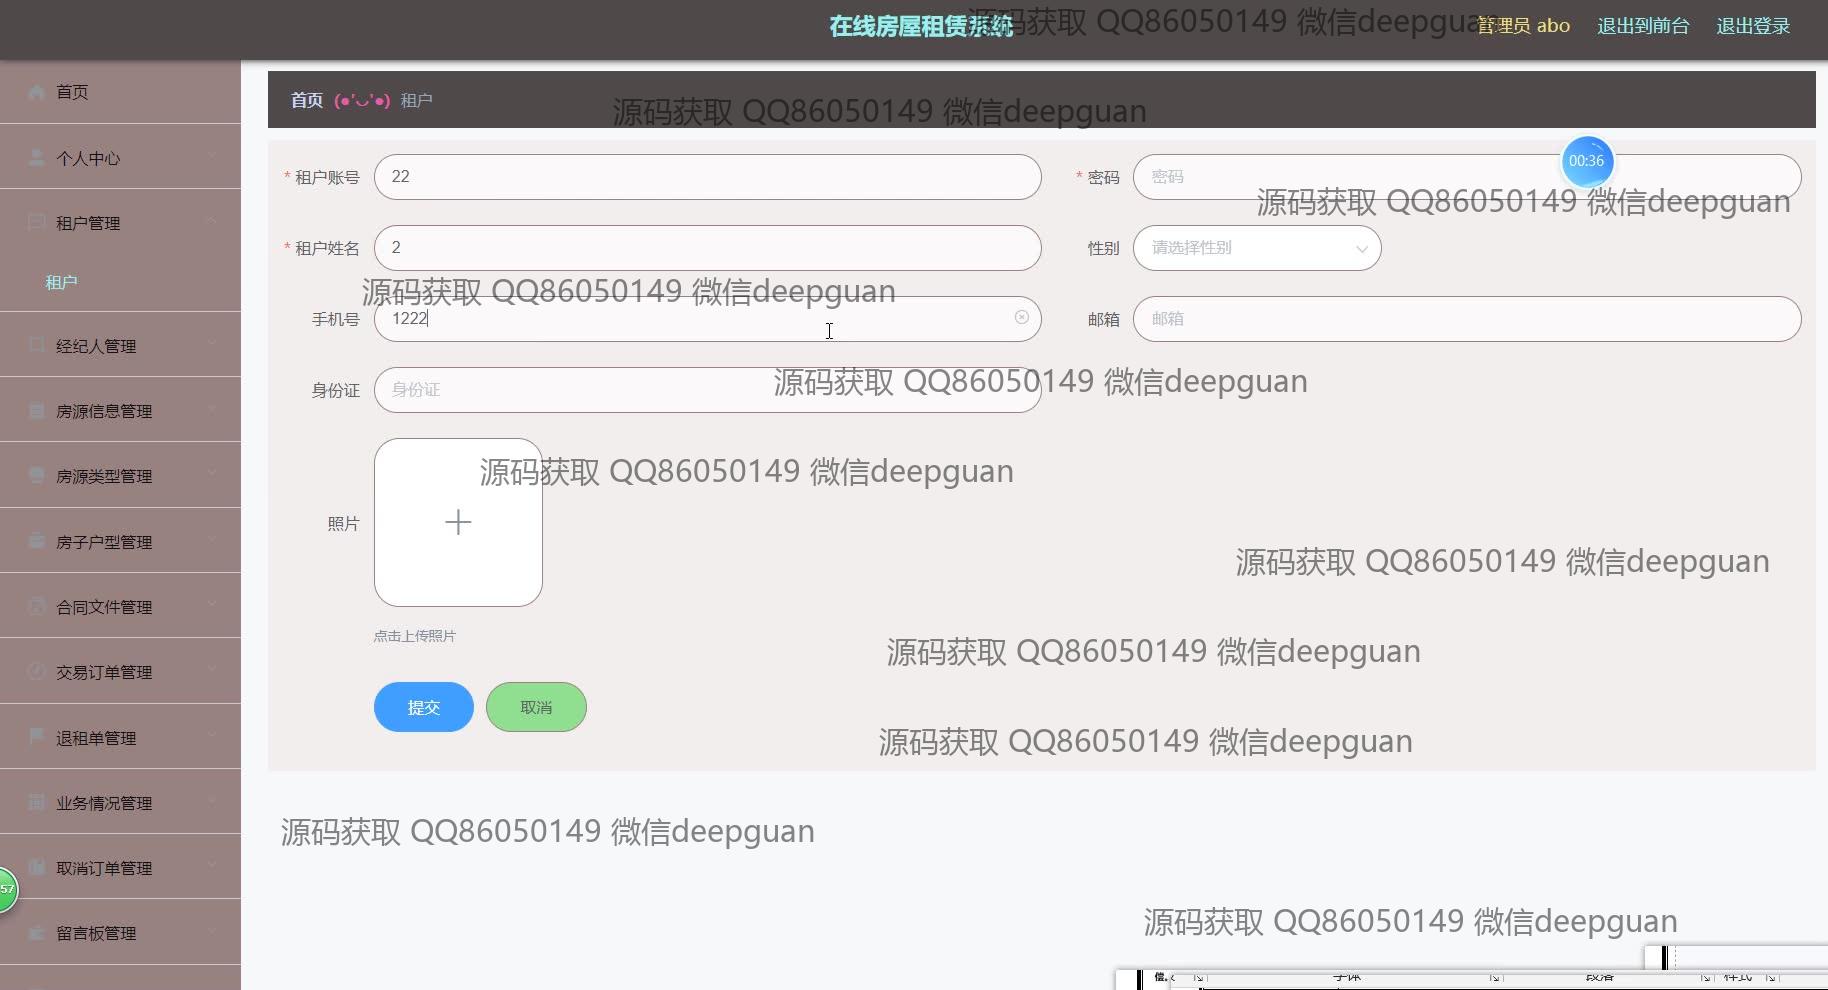 在线房屋租赁系统
源码获取 QQ86050149 微信deepgua
管理员 abo
退出到前台
退出登录
首页
个人中心
租户管理
租户
经纪人管理
房源信息管理
房源类型管理
房子户型管理
合同文件管理
交易订单管理
退租单管理
业务情况管理
取消订单管理
留言板管理
57
首页 (●'◡'●) 租户
源码获取 QQ86050149 微信deepguan
00:36
* 租户账号 22
* 密码 密码
源码获取 QQ86050149 微信deepguan
* 租户姓名 2
性别 请选择性别
源码获取 QQ86050149 微信deepguan
手机号 1222
邮箱 邮箱
身份证 身份证
源码获取 QQ86050149 微信deepguan
源码获取 QQ86050149 微信deepguan
照片
源码获取 QQ86050149 微信deepguan
点击上传照片
源码获取 QQ86050149 微信deepguan
提交 取消
源码获取 QQ86050149 微信deepguan
源码获取 QQ86050149 微信deepguan
源码获取 QQ86050149 微信deepguan
字体 段落 样式